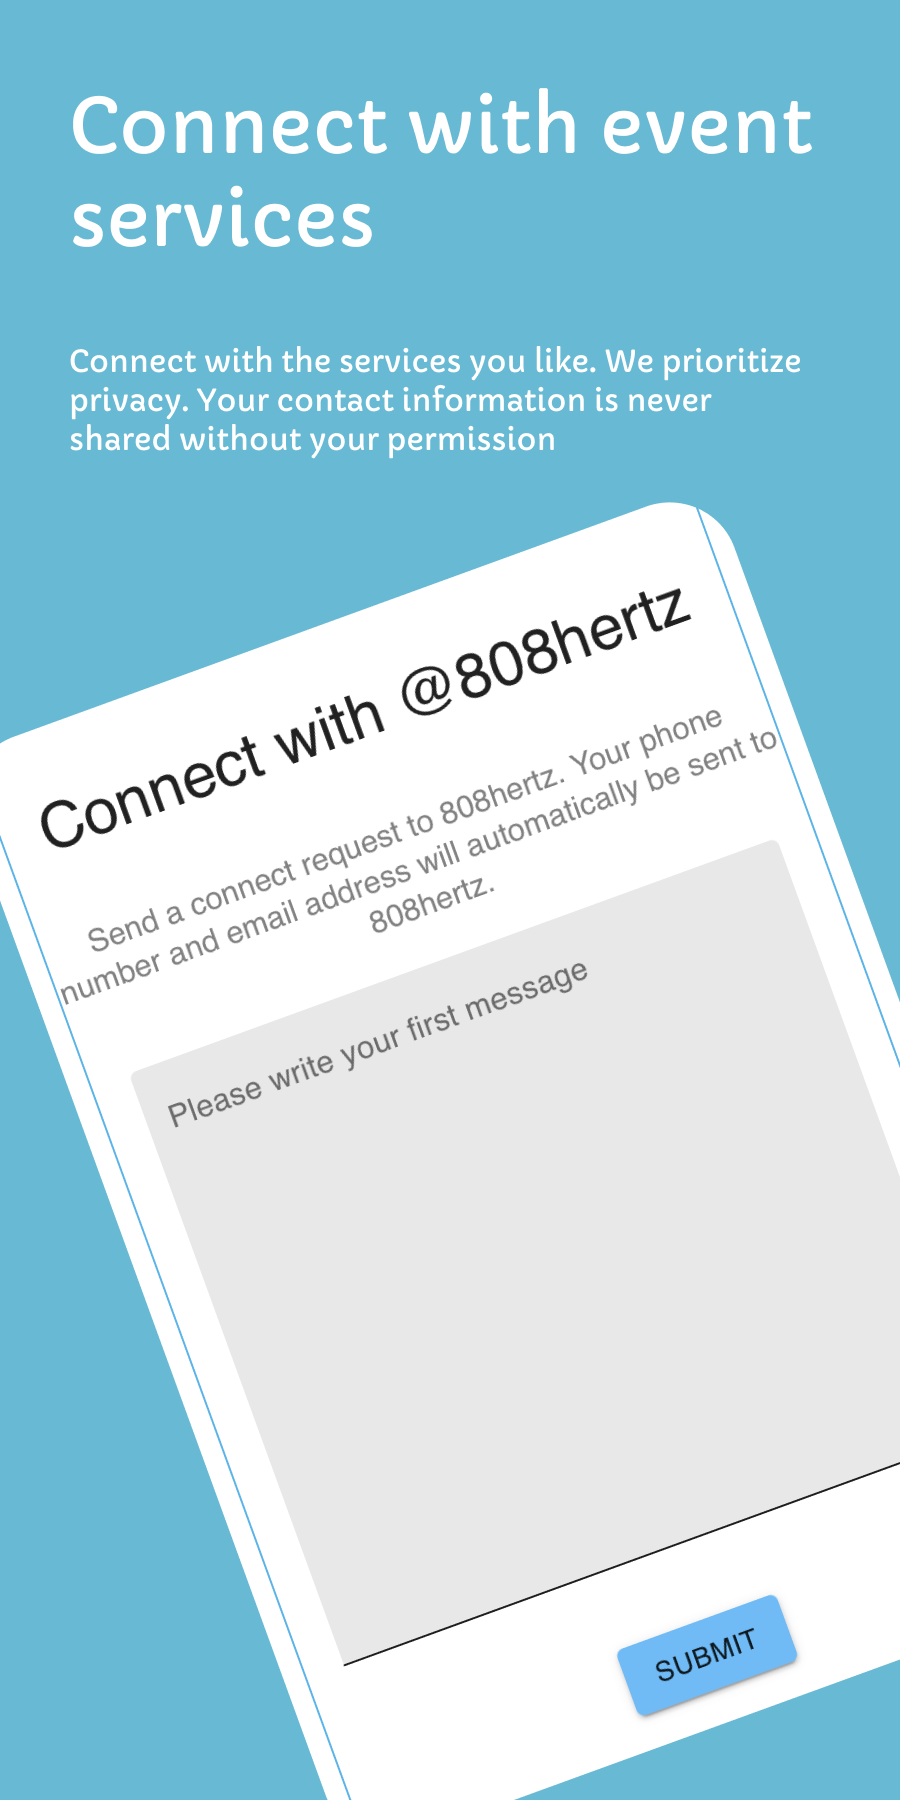 Connect with event
services
Connect with the services you like. We prioritize
privacy. Your contact information is never
shared without your permission
Connect with @808hertz
Send a connect request to 808hertz. Your phone
number and email address will automatically be sent to
808hertz.
Please write your first message
SUBMIT